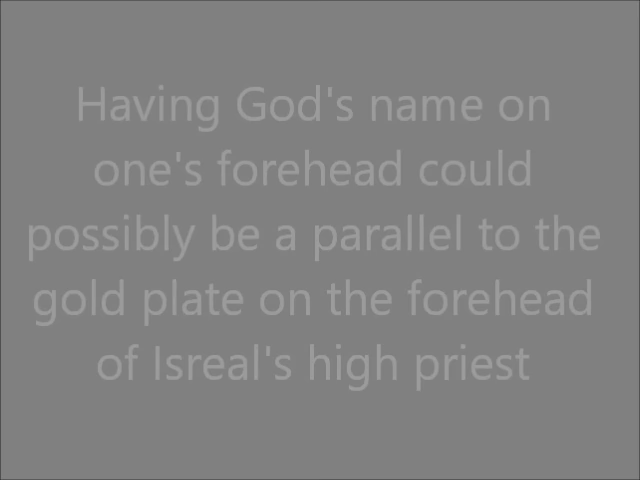 Having God's name on
one's forehead could
possibly be a parallel to the
gold plate on the forehead
of Isreal's high priest